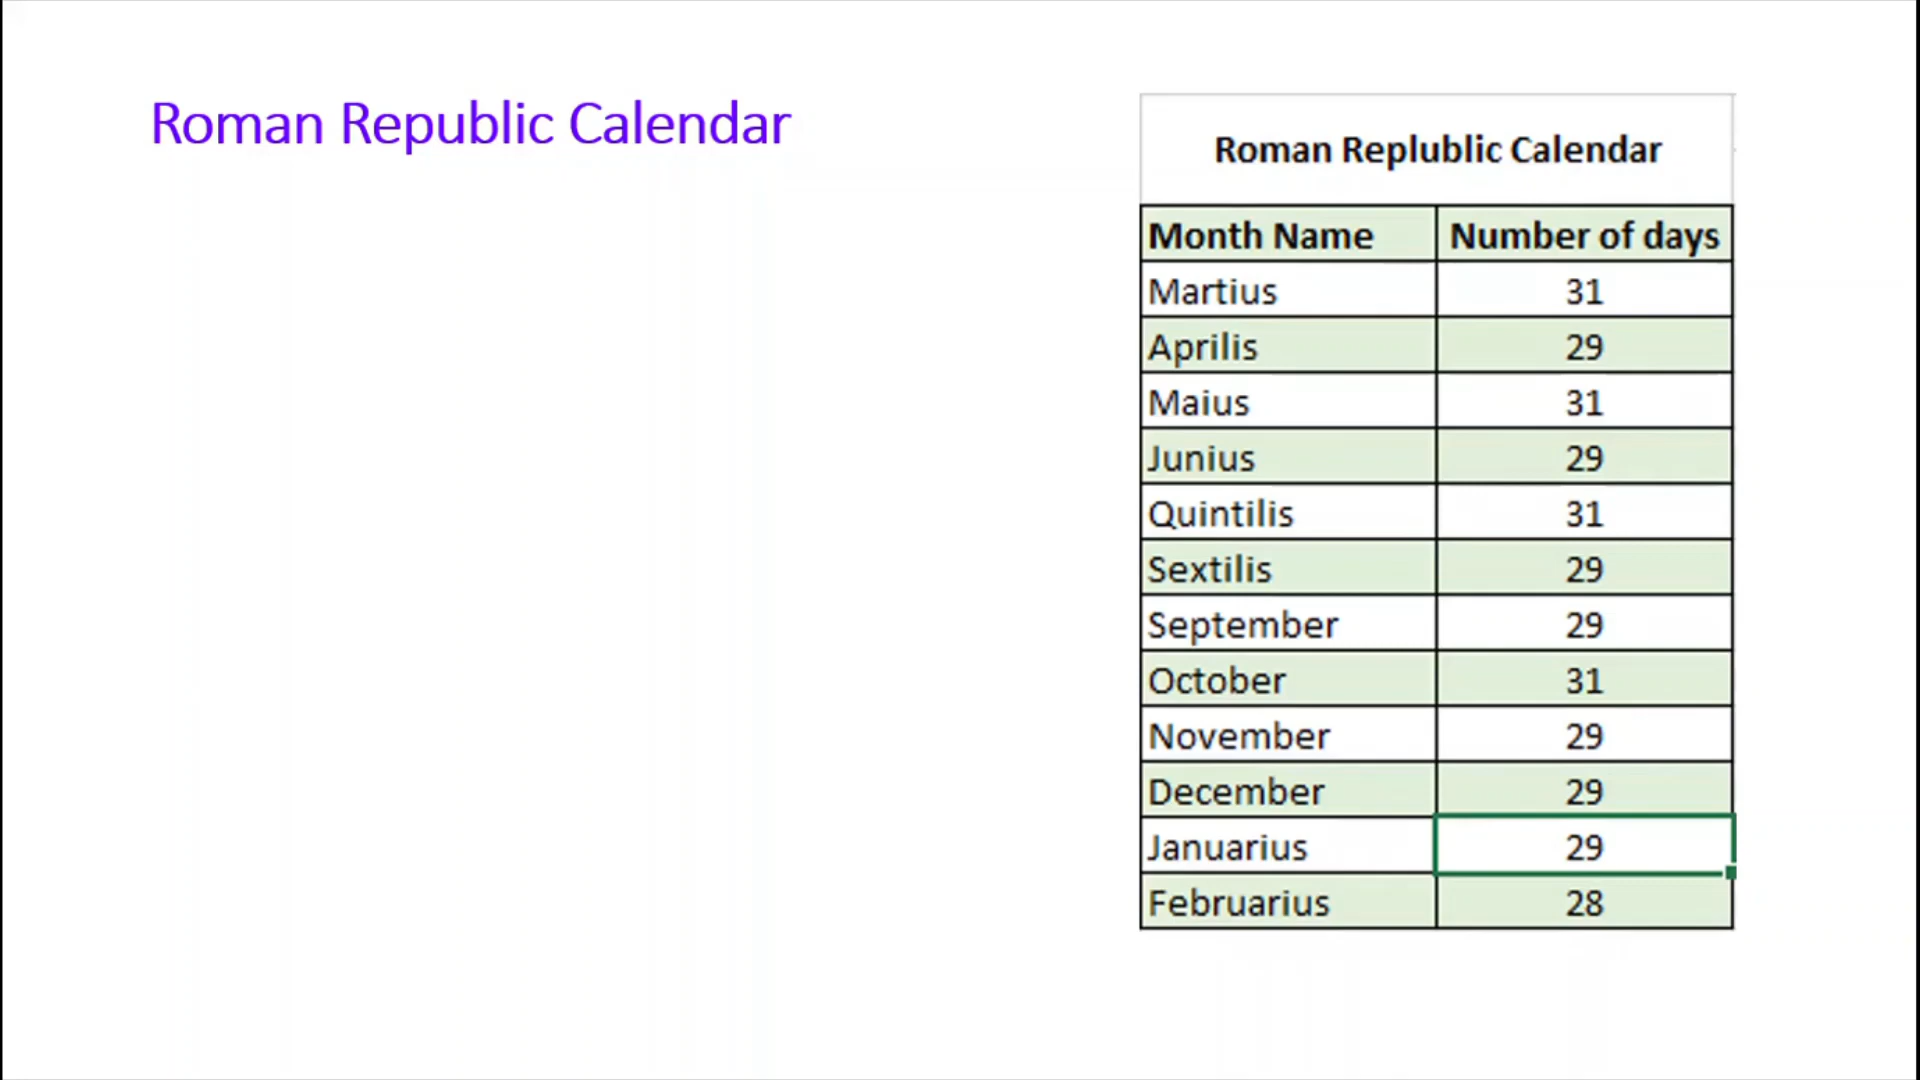 Roman Republic Calendar
Roman Replublic Calendar
Month Name Number of days
Martius 31
Aprilis 29
Maius 31
Junius 29
Quintilis 31
Sextilis 29
September 29
October 31
November 29
December 29
Januarius 29
Februarius 28